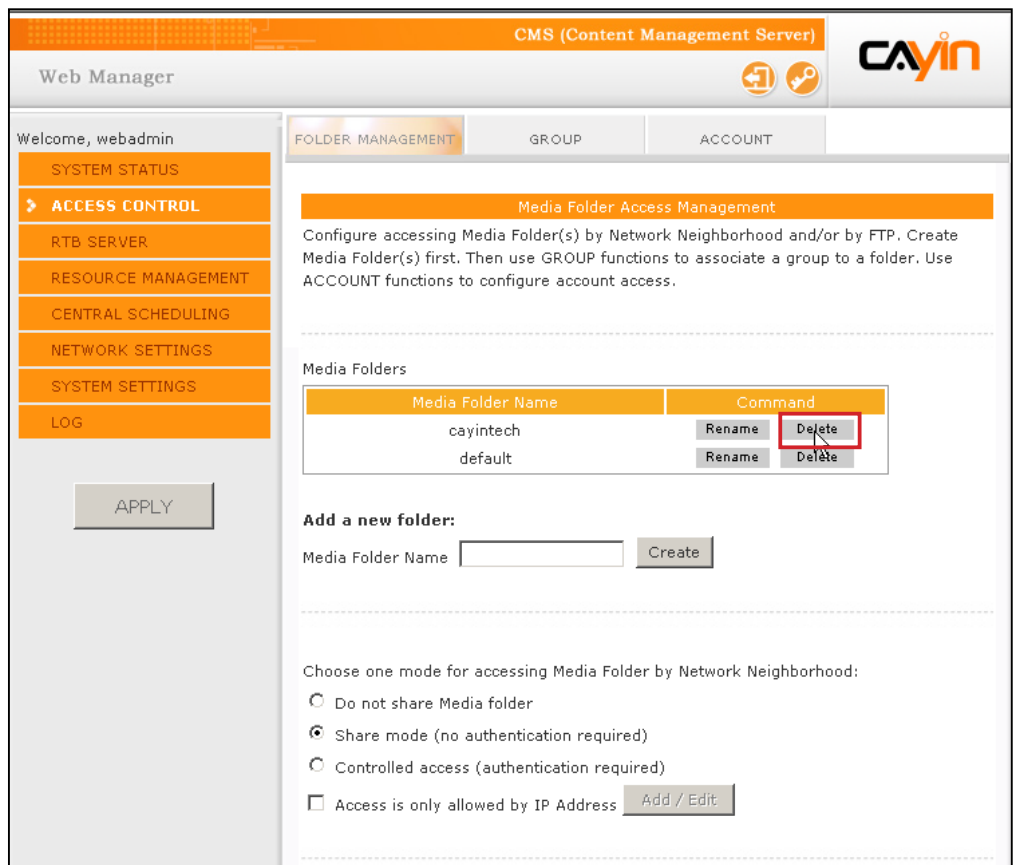 CMS (Content Management Server)
CAYIN
Web Manager
Welcome, webadmin
SYSTEM STATUS
ACCESS CONTROL
RTB SERVER
RESOURCE MANAGEMENT
CENTRAL SCHEDULING
NETWORK SETTINGS
SYSTEM SETTINGS
LOG
APPLY
FOLDER MANAGEMENT GROUP ACCOUNT
Media Folder Access Management
Configure accessing Media Folder(s) by Network Neighborhood and/or by FTP. Create
Media Folder(s) first. Then use GROUP functions to associate a group to a folder. Use
ACCOUNT functions to configure account access.
Media Folders
Media Folder Name Command
cayintech Rename Delete
default Rename Delete
Add a new folder:
Media Folder Name Create
Choose one mode for accessing Media Folder by Network Neighborhood:
Do not share Media folder
Share mode (no authentication required)
Controlled access (authentication required)
Access is only allowed by IP Address Add / Edit